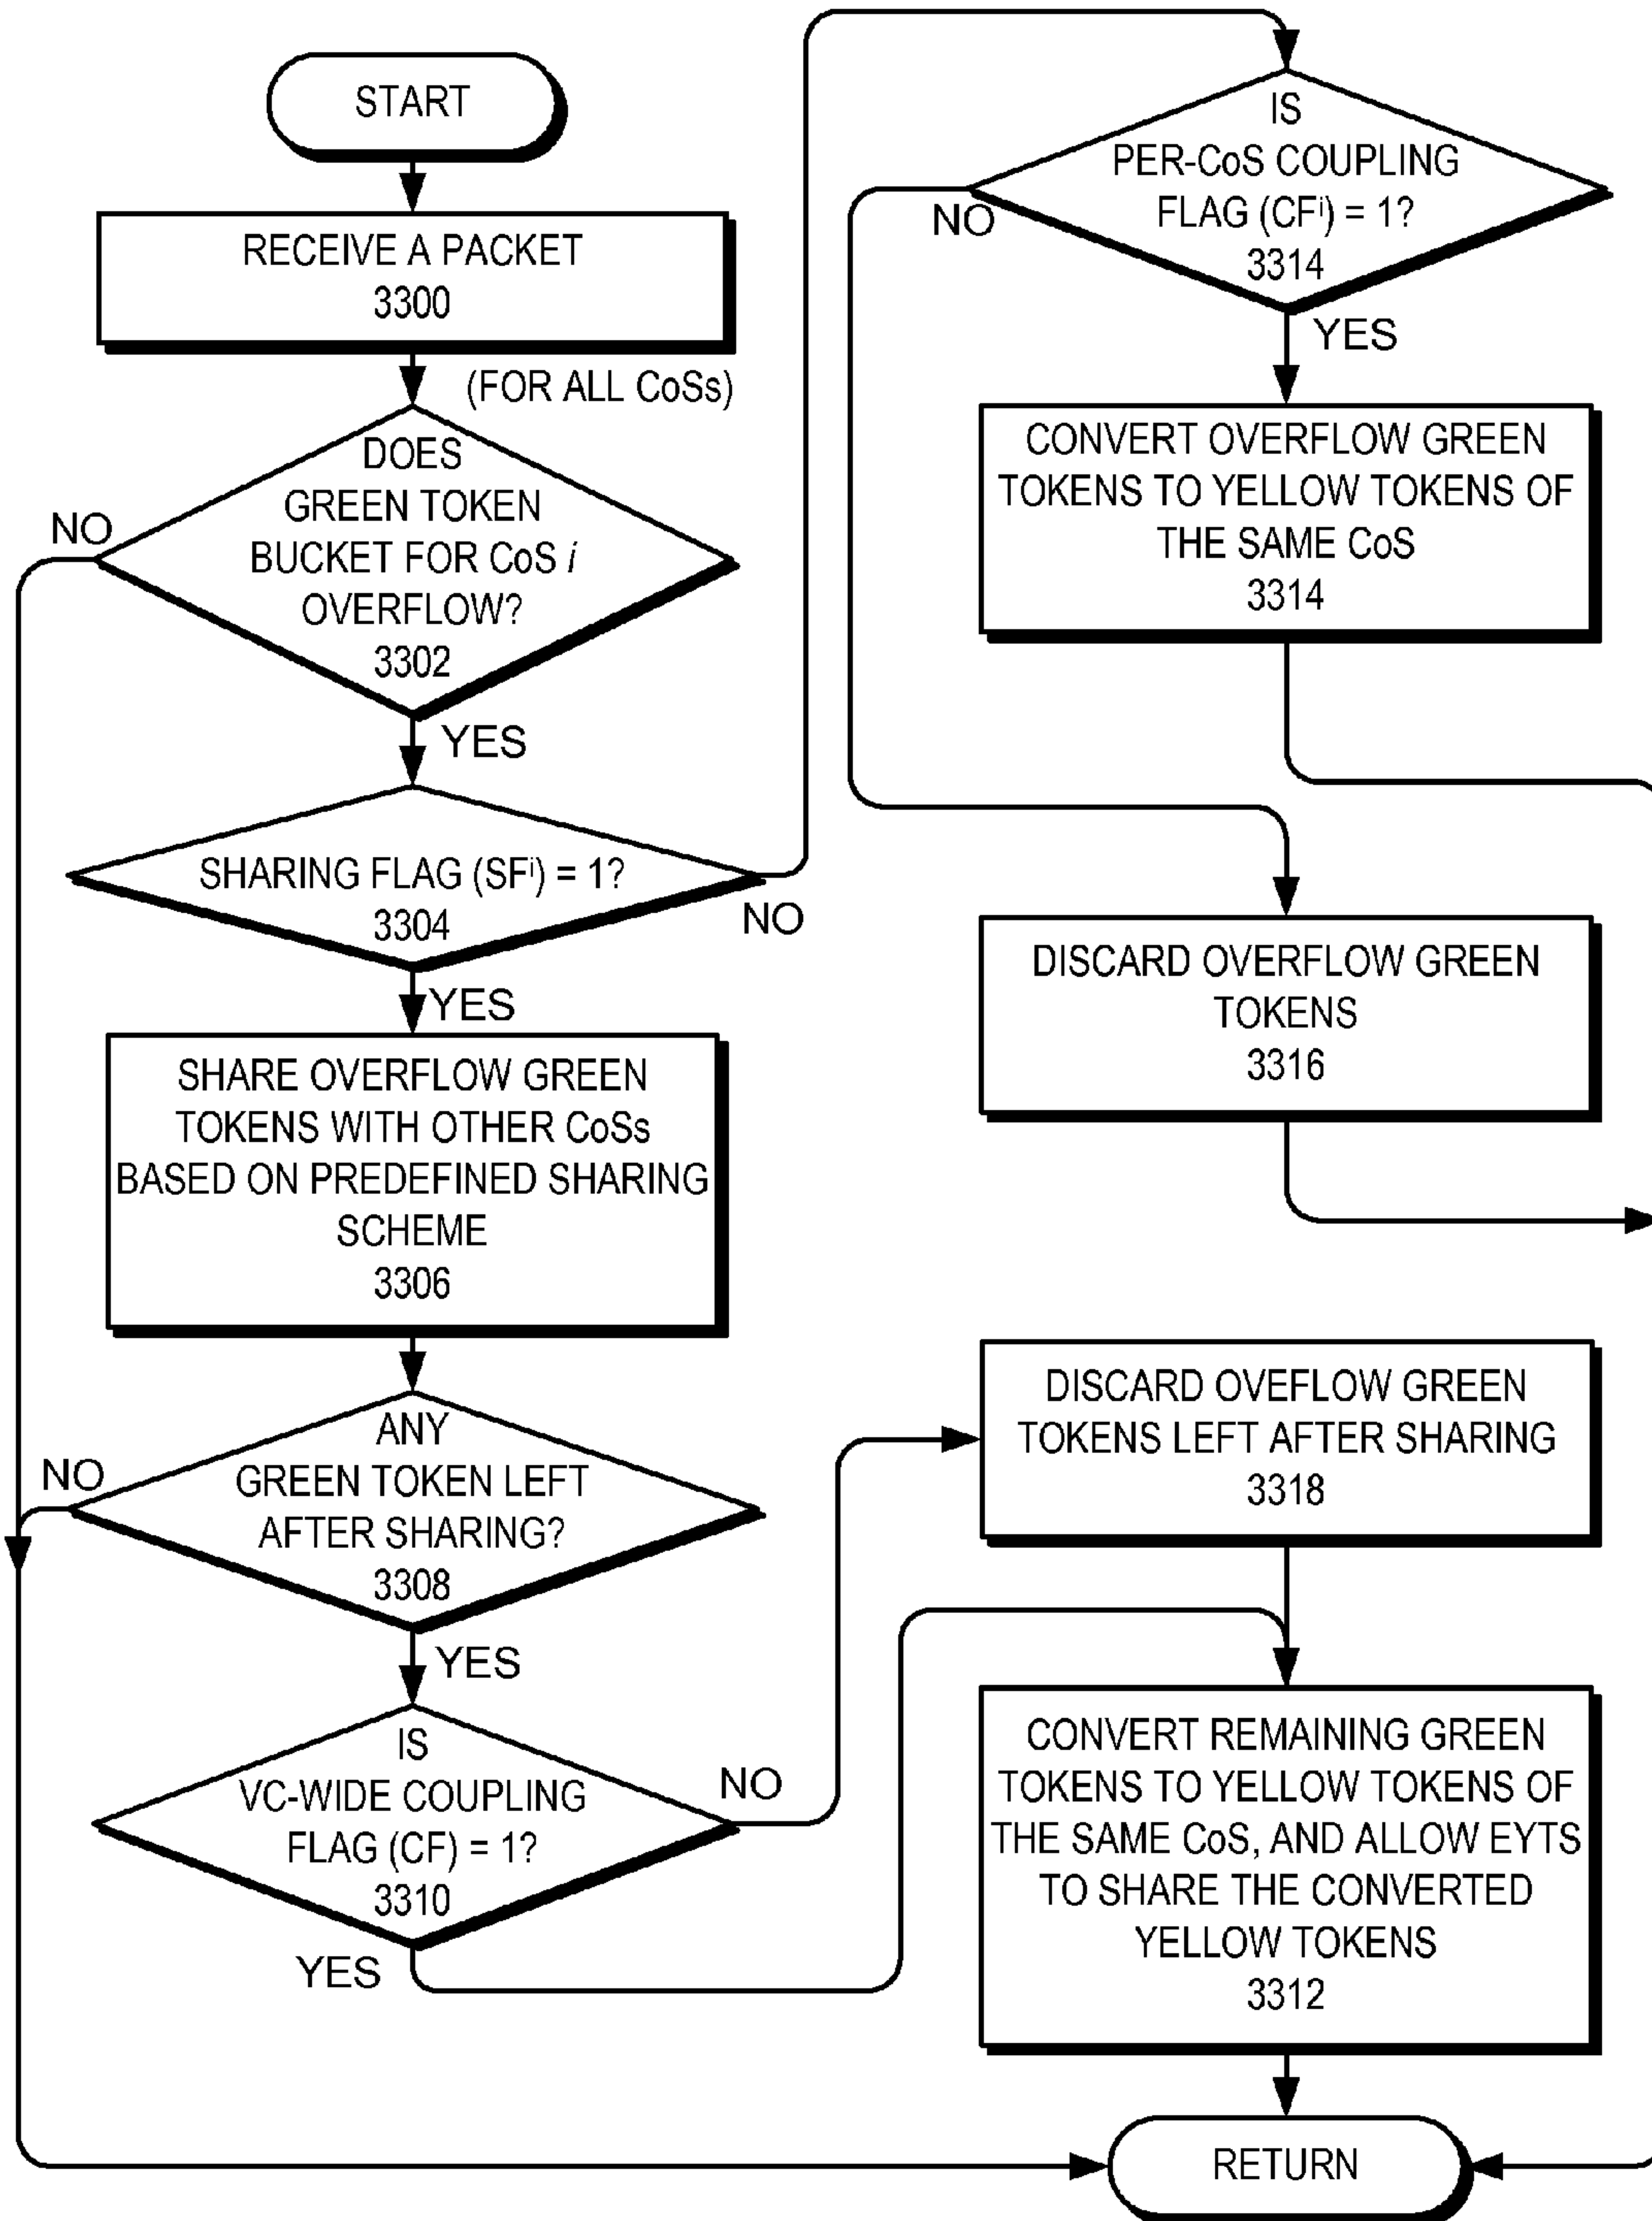 START
RECEIVE A PACKET
3300
(FOR ALL CoSs)
DOES
GREEN TOKEN
BUCKET FOR CoS i
OVERFLOW?
3302
NO
YES
SHARING FLAG (SFⁱ) = 1?
3304
NO
YES
SHARE OVERFLOW GREEN
TOKENS WITH OTHER CoSs
BASED ON PREDEFINED SHARING
SCHEME
3306
ANY
GREEN TOKEN LEFT
AFTER SHARING?
3308
NO
YES
IS
VC-WIDE COUPLING
FLAG (CF) = 1?
3310
NO
YES
IS
PER-CoS COUPLING
FLAG (CFⁱ) = 1?
3314
NO
YES
CONVERT OVERFLOW GREEN
TOKENS TO YELLOW TOKENS OF
THE SAME CoS
3314
DISCARD OVERFLOW GREEN
TOKENS
3316
DISCARD OVEFLOW GREEN
TOKENS LEFT AFTER SHARING
3318
CONVERT REMAINING GREEN
TOKENS TO YELLOW TOKENS OF
THE SAME CoS, AND ALLOW EYTS
TO SHARE THE CONVERTED
YELLOW TOKENS
3312
RETURN